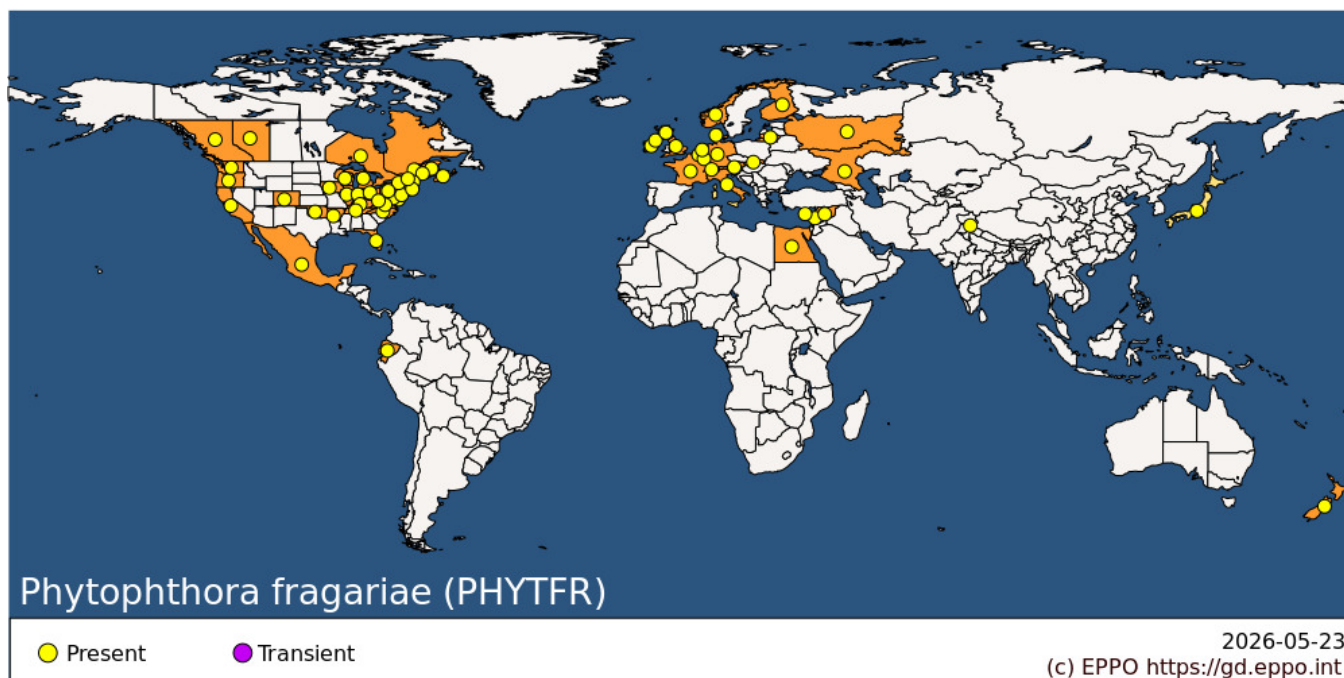 Phytophthora fragariae (PHYTFR)
Present
Transient
2026-05-23
(c) EPPO https://gd.eppo.int